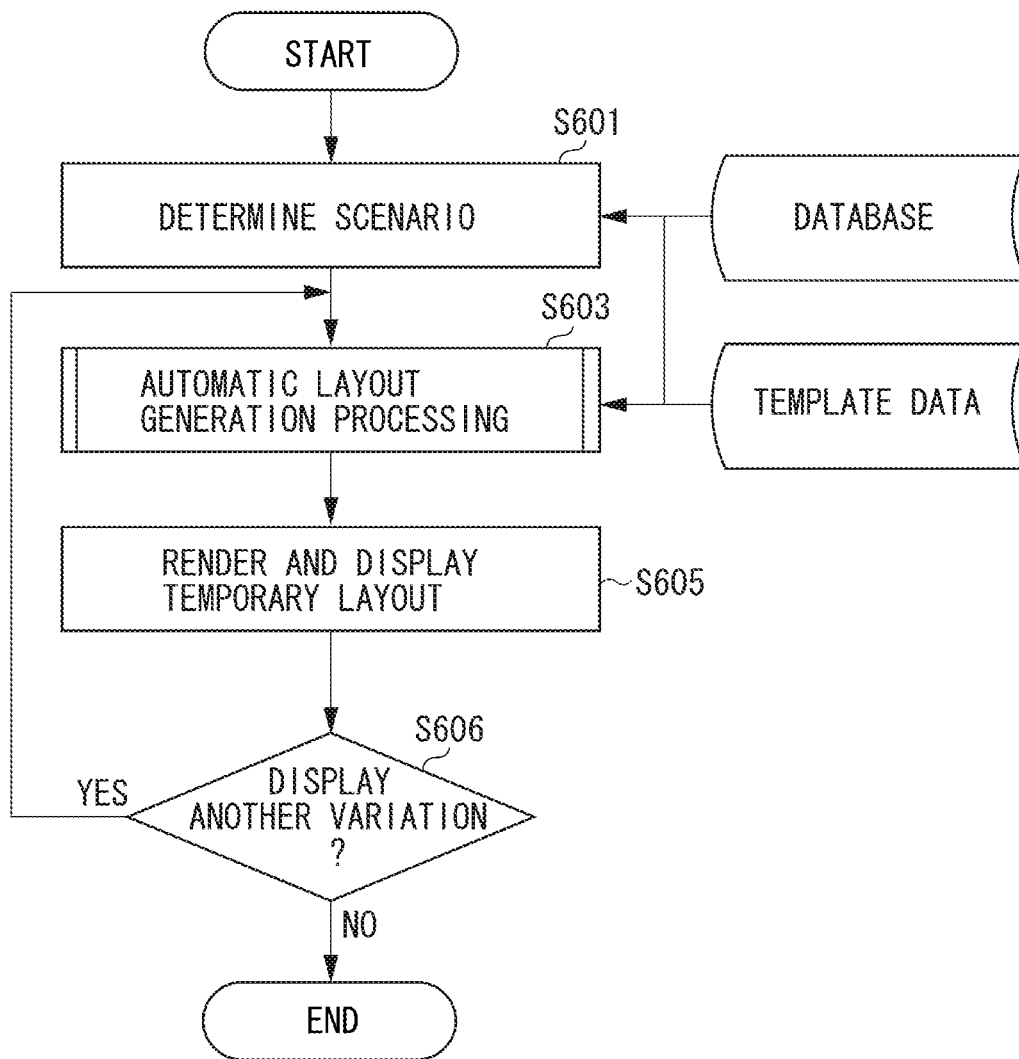 START
S601
DETERMINE SCENARIO
DATABASE
S603
AUTOMATIC LAYOUT
GENERATION PROCESSING
TEMPLATE DATA
RENDER AND DISPLAY
TEMPORARY LAYOUT
S605
S606
DISPLAY
ANOTHER VARIATION
?
YES
NO
END